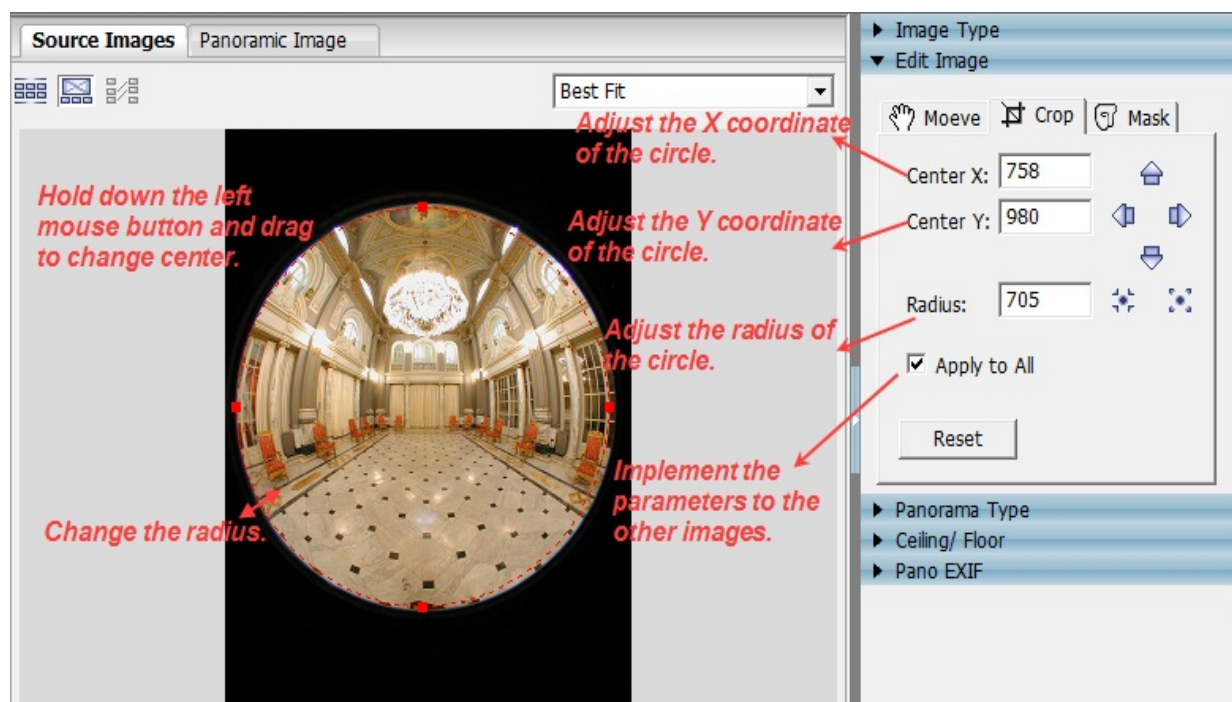 Source Images
Panoramic Image
Best Fit
Adjust the X coordinate
of the circle.
Hold down the left
mouse button and drag
to change center.
Adjust the Y coordinate
of the circle.
Adjust the radius of
the circle.
Implement the
parameters to the
other images.
Change the radius.
Image Type
Edit Image
Moeve
Crop
Mask
Center X: 758
Center Y: 980
Radius: 705
Apply to All
Reset
Panorama Type
Ceiling/ Floor
Pano EXIF